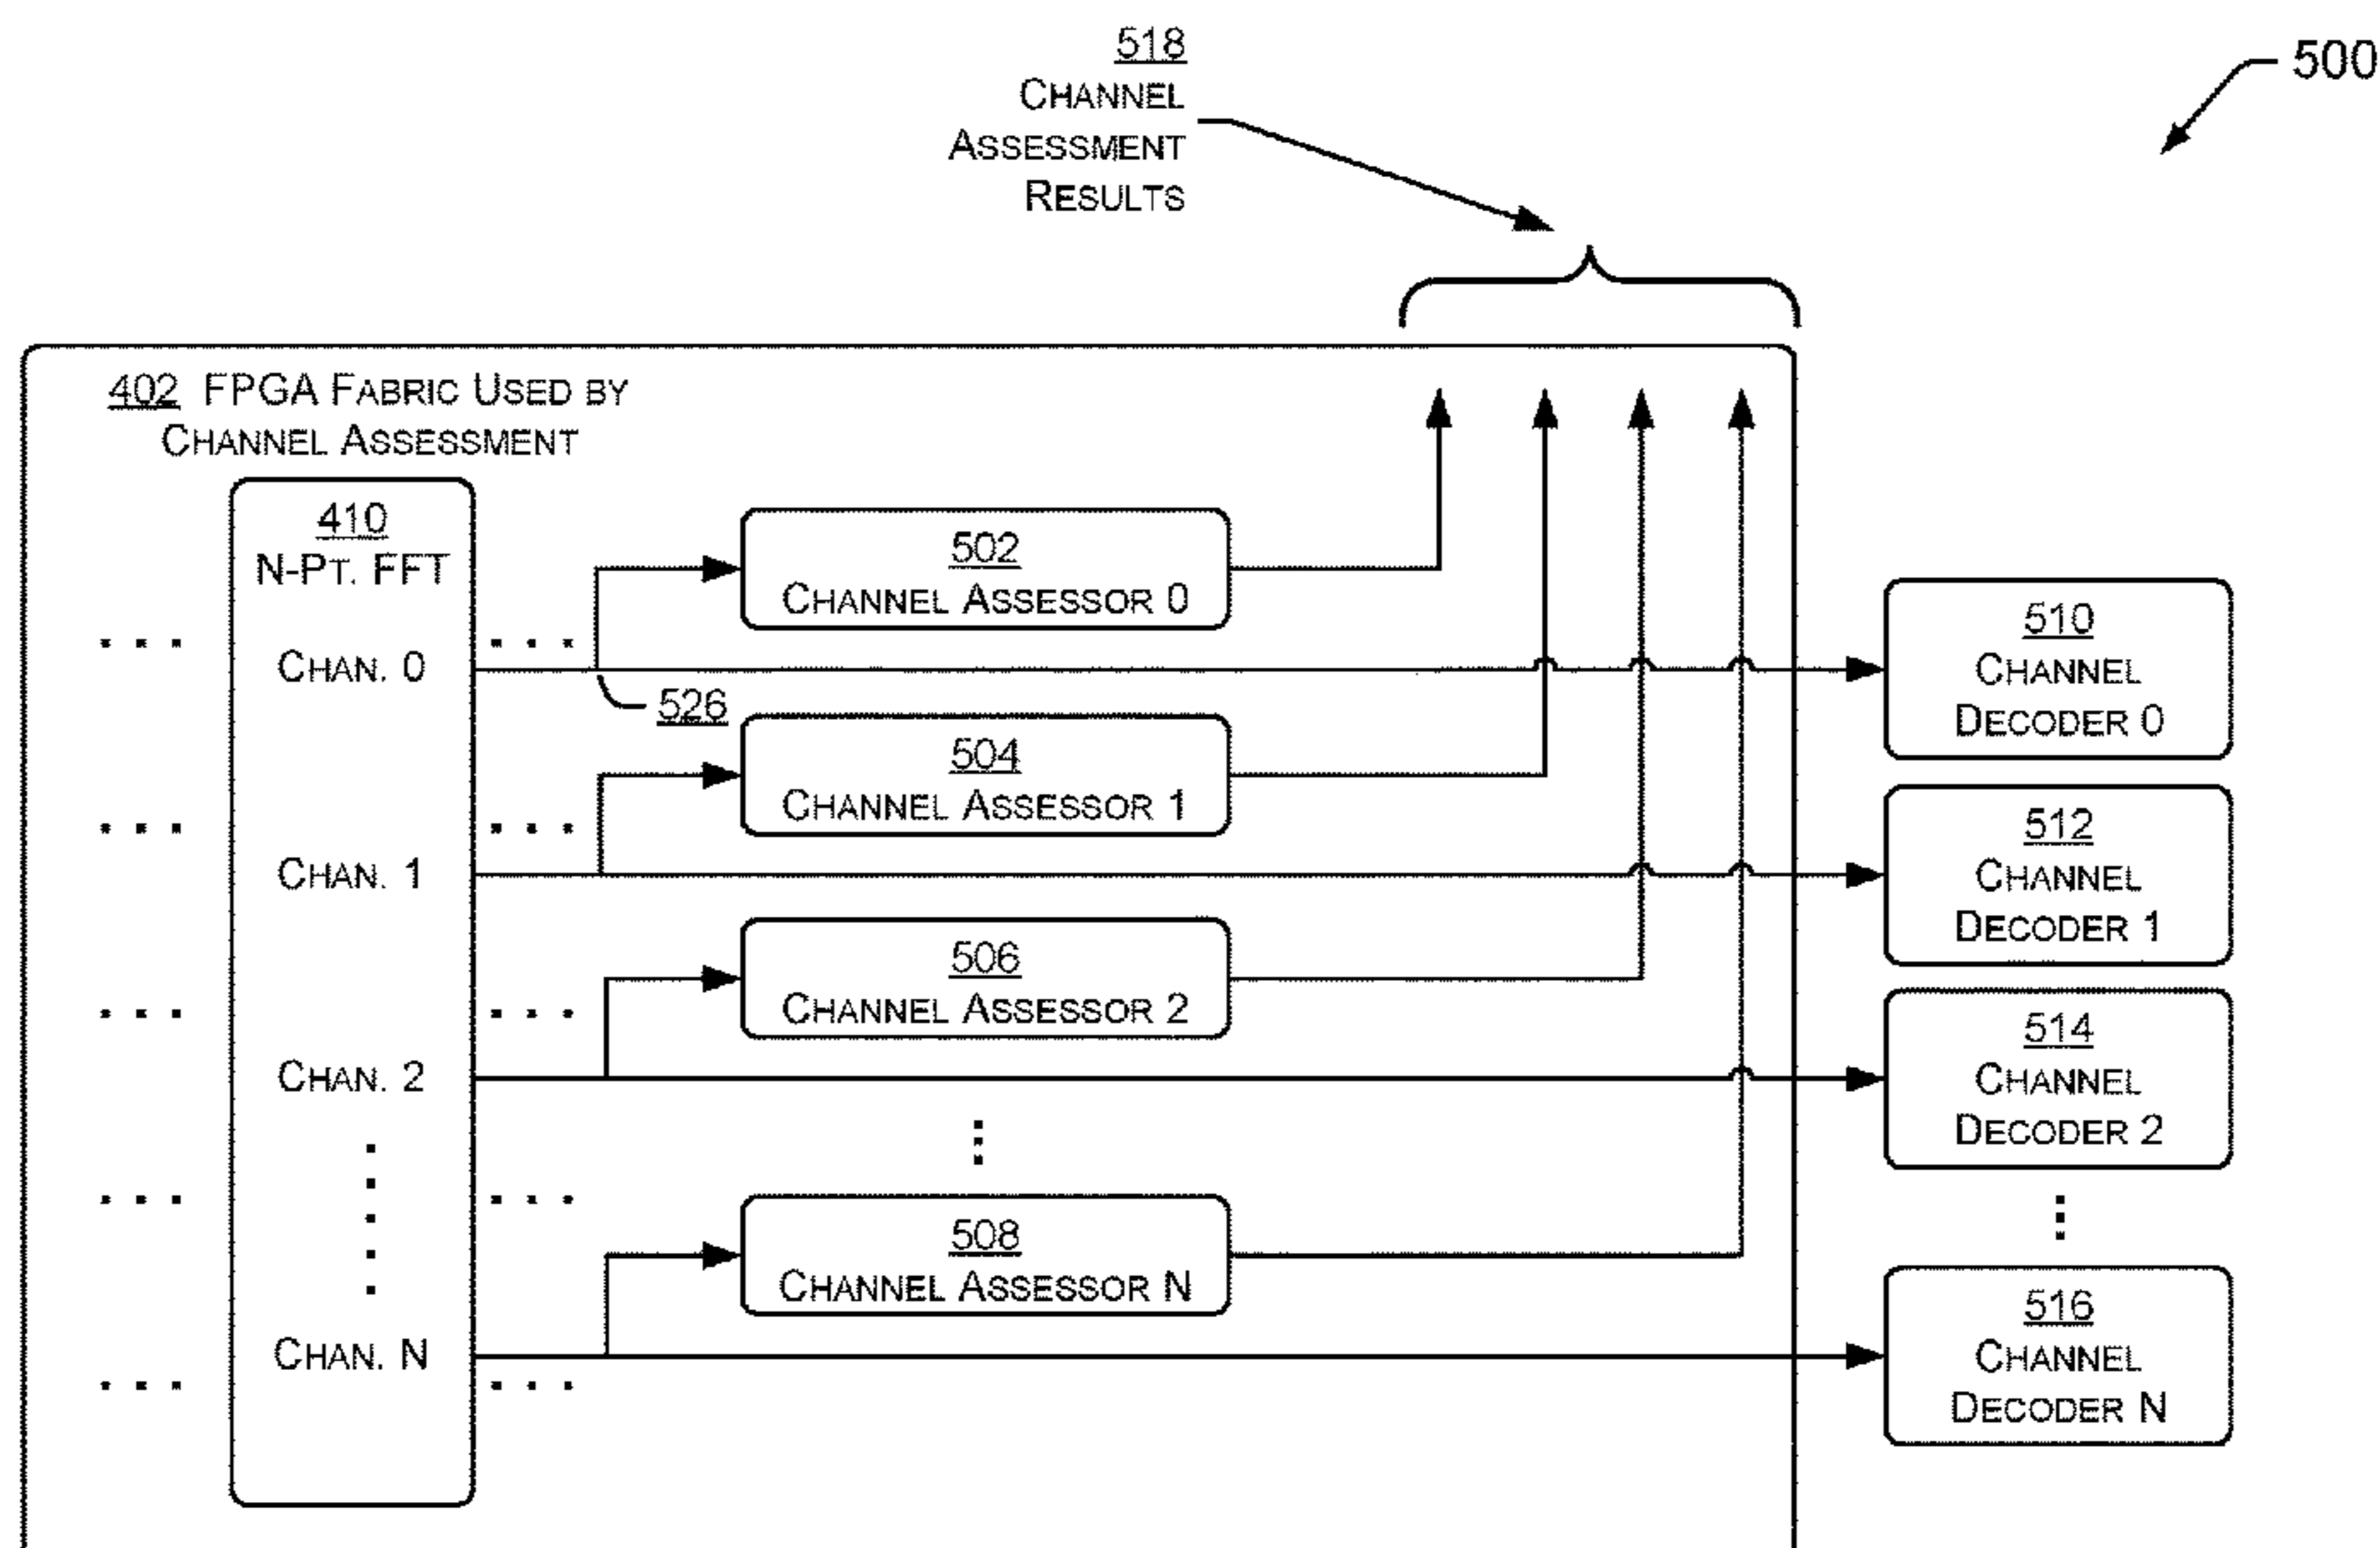 518
CHANNEL
ASSESSMENT
RESULTS
500
402 FPGA FABRIC USED BY
CHANNEL ASSESSMENT
410
N-PT. FFT
CHAN. 0
CHAN. 1
CHAN. 2
CHAN. N
502
CHANNEL ASSESSOR 0
526
504
CHANNEL ASSESSOR 1
506
CHANNEL ASSESSOR 2
508
CHANNEL ASSESSOR N
510
CHANNEL
DECODER 0
512
CHANNEL
DECODER 1
514
CHANNEL
DECODER 2
516
CHANNEL
DECODER N